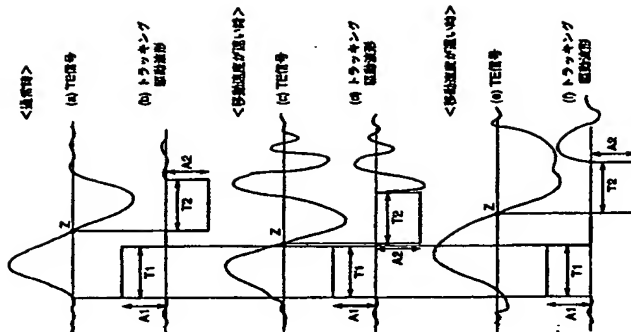 <通常時>
(a) TE信号
Z
(b) トラッキング
駆動波形
A1
T1
T2
A2
<移動速度が速い時>
(c) TE信号
Z
(d) トラッキング
駆動波形
A1
T1
T2
A2
<移動速度が遅い時>
(e) TE信号
Z
(f) トラッキング
駆動波形
A1
T1
T2
A2